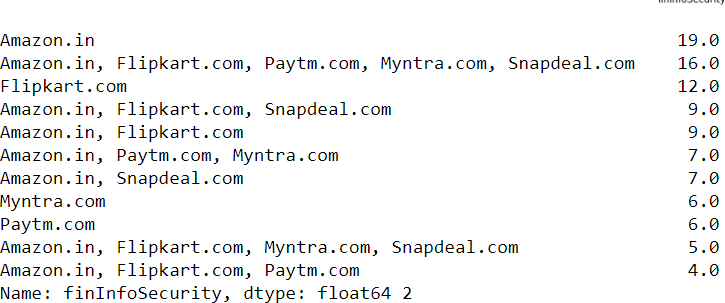 finInfoSecurity
Amazon.in 19.0
Amazon.in, Flipkart.com, Paytm.com, Myntra.com, Snapdeal.com 16.0
Flipkart.com 12.0
Amazon.in, Flipkart.com, Snapdeal.com 9.0
Amazon.in, Flipkart.com 9.0
Amazon.in, Paytm.com, Myntra.com 7.0
Amazon.in, Snapdeal.com 7.0
Myntra.com 6.0
Paytm.com 6.0
Amazon.in, Flipkart.com, Myntra.com, Snapdeal.com 5.0
Amazon.in, Flipkart.com, Paytm.com 4.0
Name: finInfoSecurity, dtype: float64 2